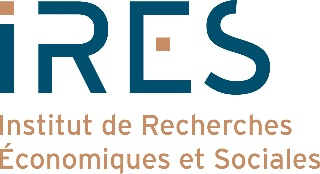 iRES
Institut de Recherches
Économiques et Sociales